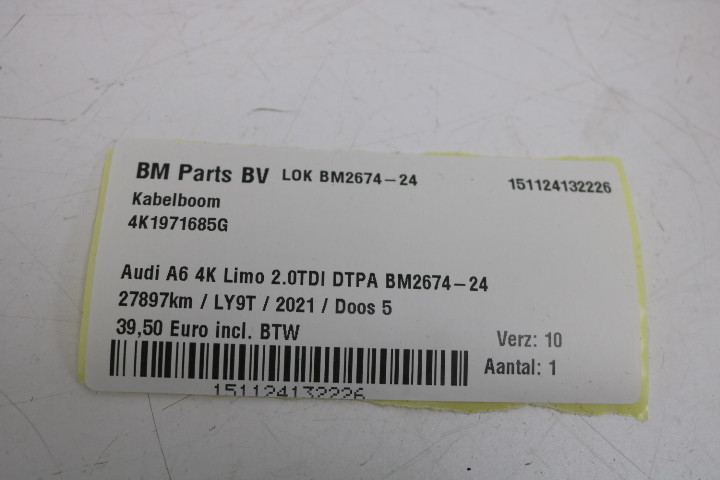 BM Parts BV LOK BM2674-24 151124132226
Kabelboom
4K1971685G
Audi A6 4K Limo 2.0TDI DTPA BM2674-24
27897km / LY9T / 2021 / Doos 5
39,50 Euro incl. BTW Verz: 10
Aantal: 1
151124132226